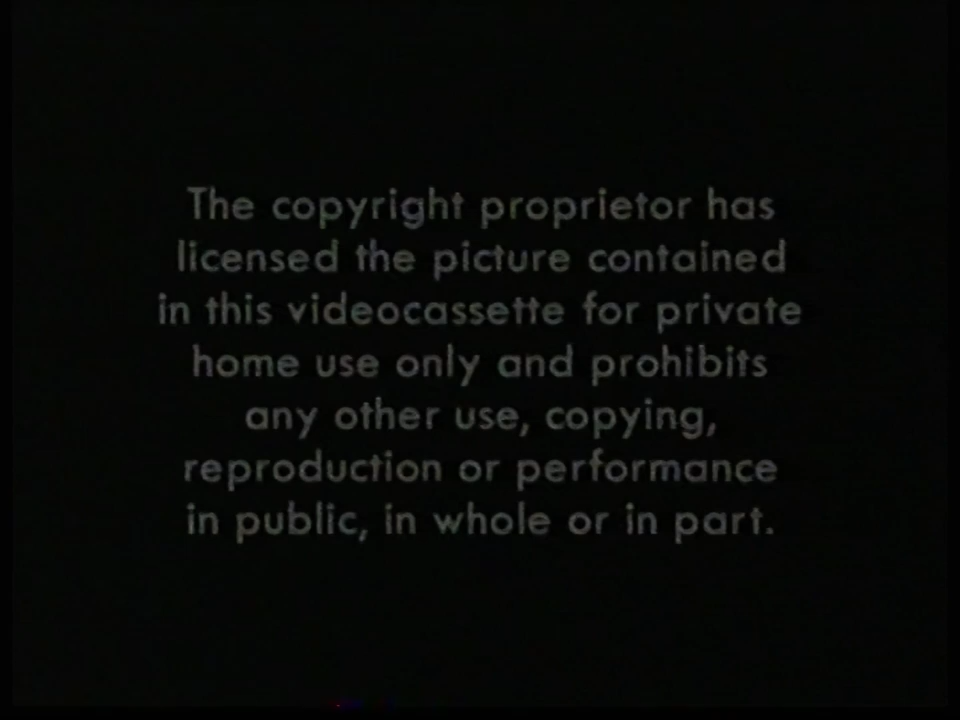 The copyright proprietor has
licensed the picture contained
in this videocassette for private
home use only and prohibits
any other use, copying,
reproduction or performance
in public, in whole or in part.